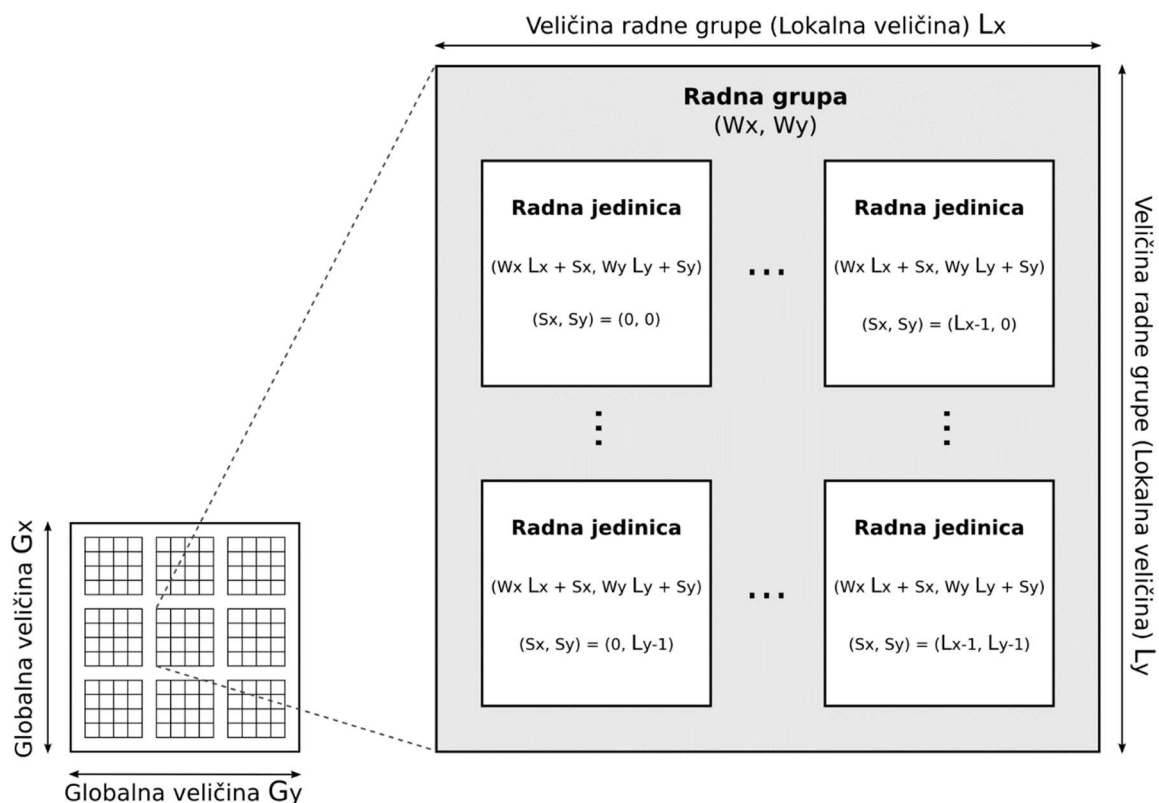 Veličina radne grupe (Lokalna veličina) Lx
Radna grupa
(Wx, Wy)
Radna jedinica
(Wx Lx + Sx, Wy Ly + Sy)
(Sx, Sy) = (0, 0)
...
Radna jedinica
(Wx Lx + Sx, Wy Ly + Sy)
(Sx, Sy) = (Lx-1, 0)
Radna jedinica
(Wx Lx + Sx, Wy Ly + Sy)
(Sx, Sy) = (0, Ly-1)
...
Radna jedinica
(Wx Lx + Sx, Wy Ly + Sy)
(Sx, Sy) = (Lx-1, Ly-1)
Veličina radne grupe (Lokalna veličina) Ly
Globalna veličina Gx
Globalna veličina Gy